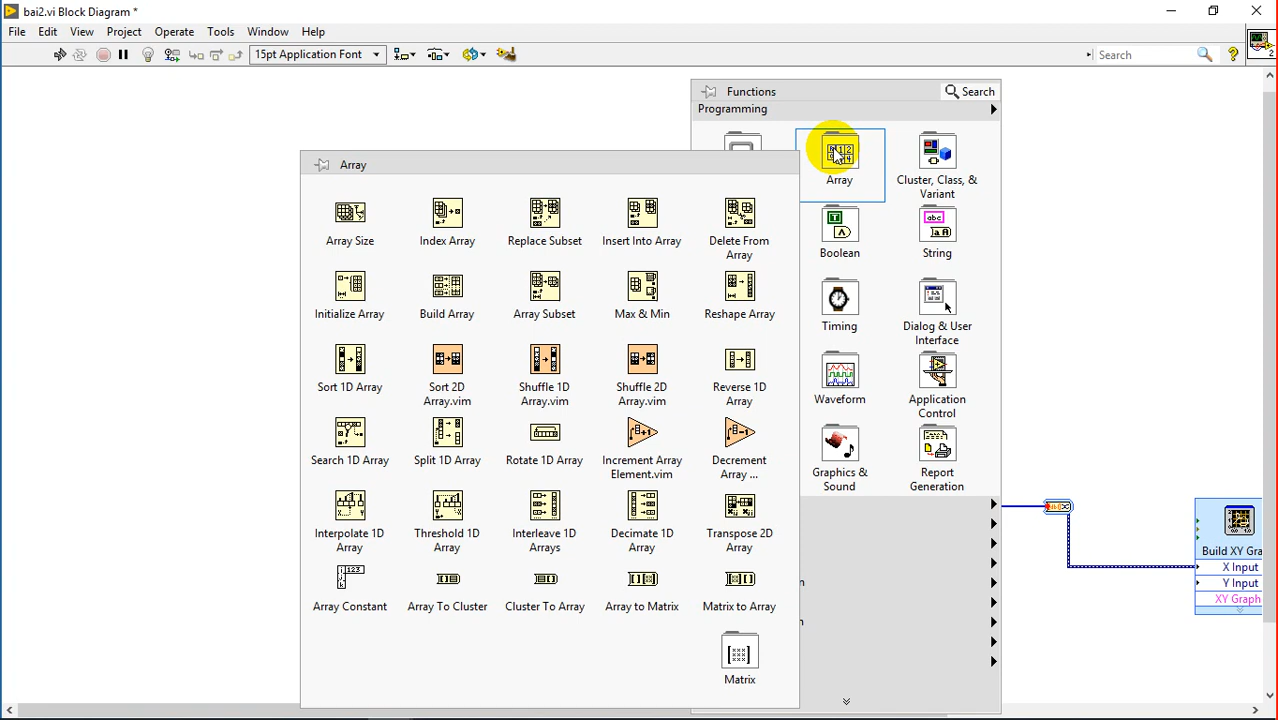 bai2.vi Block Diagram *
File Edit View Project Operate Tools Window Help
15pt Application Font
Search
2
Functions
Search
Programming
Array
Cluster, Class, &
Variant
Boolean
String
Timing
Dialog & User
Interface
Waveform
Application
Control
Graphics &
Sound
Report
Generation
Array
Array Size
Index Array
Replace Subset
Insert Into Array
Delete From
Array
Initialize Array
Build Array
Array Subset
Max & Min
Reshape Array
Sort 1D Array
Sort 2D
Array.vim
Shuffle 1D
Array.vim
Shuffle 2D
Array.vim
Reverse 1D
Array
Search 1D Array
Split 1D Array
Rotate 1D Array
Increment Array
Element.vim
Decrement
Array ...
Interpolate 1D
Array
Threshold 1D
Array
Interleave 1D
Arrays
Decimate 1D
Array
Transpose 2D
Array
Array Constant
Array To Cluster
Cluster To Array
Array to Matrix
Matrix to Array
Matrix
Build XY Gra
X Input
Y Input
XY Graph